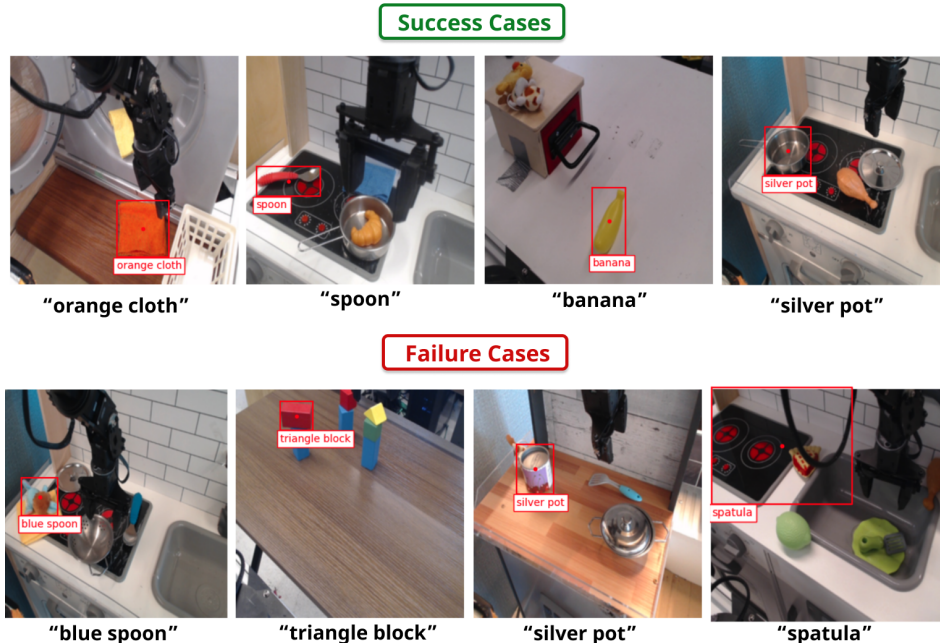 Success Cases
orange cloth
spoon
banana
silver pot
“orange cloth”
“spoon”
“banana”
“silver pot”
Failure Cases
blue spoon
triangle block
silver pot
spatula
“blue spoon”
“triangle block”
“silver pot”
“spatula”